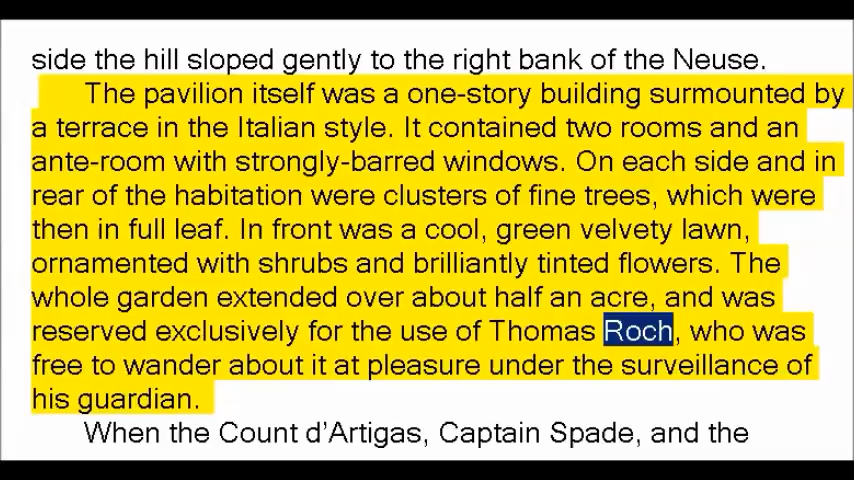 side the hill sloped gently to the right bank of the Neuse.
The pavilion itself was a one-story building surmounted by
a terrace in the Italian style. It contained two rooms and an
ante-room with strongly-barred windows. On each side and in
rear of the habitation were clusters of fine trees, which were
then in full leaf. In front was a cool, green velvety lawn,
ornamented with shrubs and brilliantly tinted flowers. The
whole garden extended over about half an acre, and was
reserved exclusively for the use of Thomas Roch, who was
free to wander about it at pleasure under the surveillance of
his guardian.
When the Count d’Artigas, Captain Spade, and the